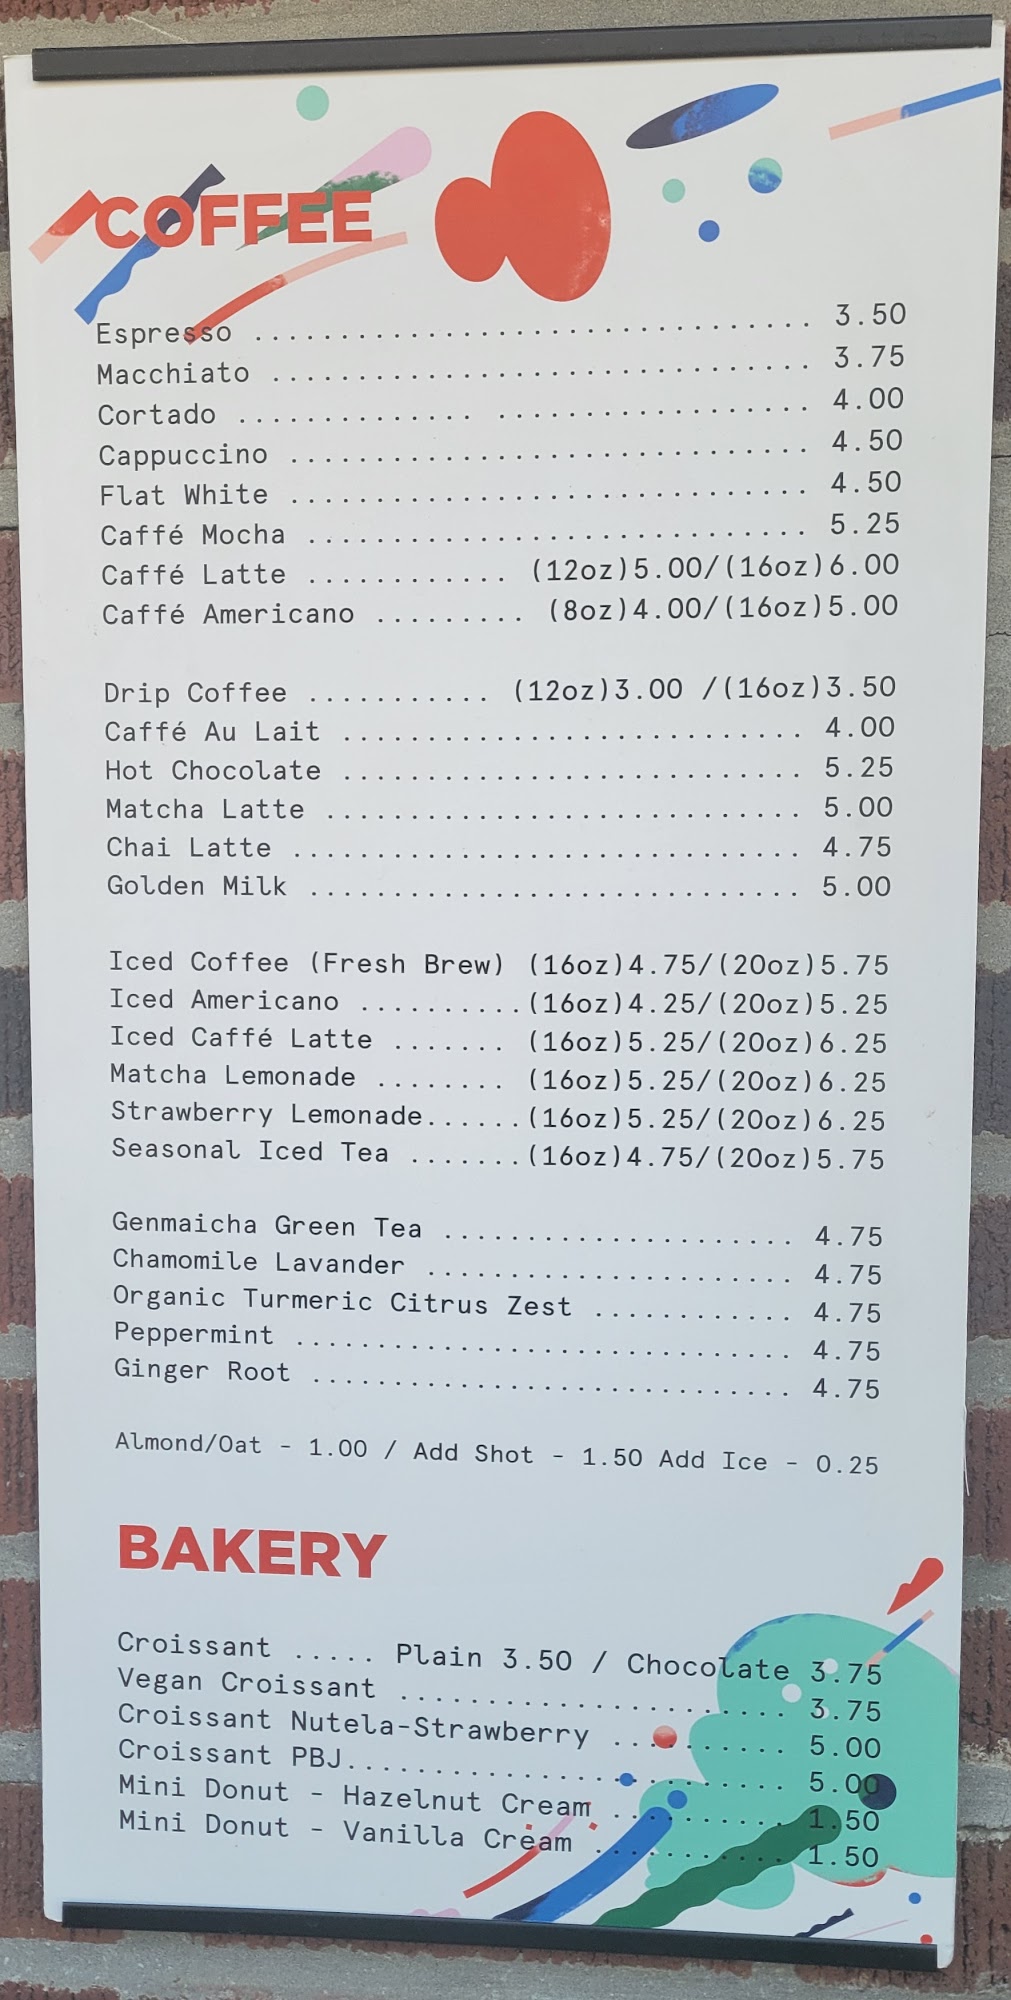 COFFEE
Espresso ................................. 3.50
Macchiato ................................ 3.75
Cortado .............. ................... 4.00
Cappuccino ............................... 4.50
Flat White ............................... 4.50
Caffé Mocha .............................. 5.25
Caffé Latte ............ (12oz)5.00/(16oz)6.00
Caffé Americano ......... (8oz)4.00/(16oz)5.00
Drip Coffee ........... (12oz)3.00 /(16oz)3.50
Caffé Au Lait ............................ 4.00
Hot Chocolate ............................ 5.25
Matcha Latte ............................. 5.00
Chai Latte ............................... 4.75
Golden Milk .............................. 5.00
Iced Coffee (Fresh Brew) (16oz)4.75/(20oz)5.75
Iced Americano ..........(16oz)4.25/(20oz)5.25
Iced Caffé Latte ....... (16oz)5.25/(20oz)6.25
Matcha Lemonade ........ (16oz)5.25/(20oz)6.25
Strawberry Lemonade......(16oz)5.25/(20oz)6.25
Seasonal Iced Tea .......(16oz)4.75/(20oz)5.75
Genmaicha Green Tea ..................... 4.75
Chamomile Lavander ...................... 4.75
Organic Turmeric Citrus Zest ............ 4.75
Peppermint .............................. 4.75
Ginger Root ............................. 4.75
Almond/Oat - 1.00 / Add Shot - 1.50 Add Ice - 0.25
BAKERY
Croissant ..... Plain 3.50 / Chocolate 3.75
Vegan Croissant ....................... 3.75
Croissant Nutela-Strawberry ........... 5.00
Croissant PBJ.......................... 5.00
Mini Donut - Hazelnut Cream ........... 1.50
Mini Donut - Vanilla Cream ............ 1.50